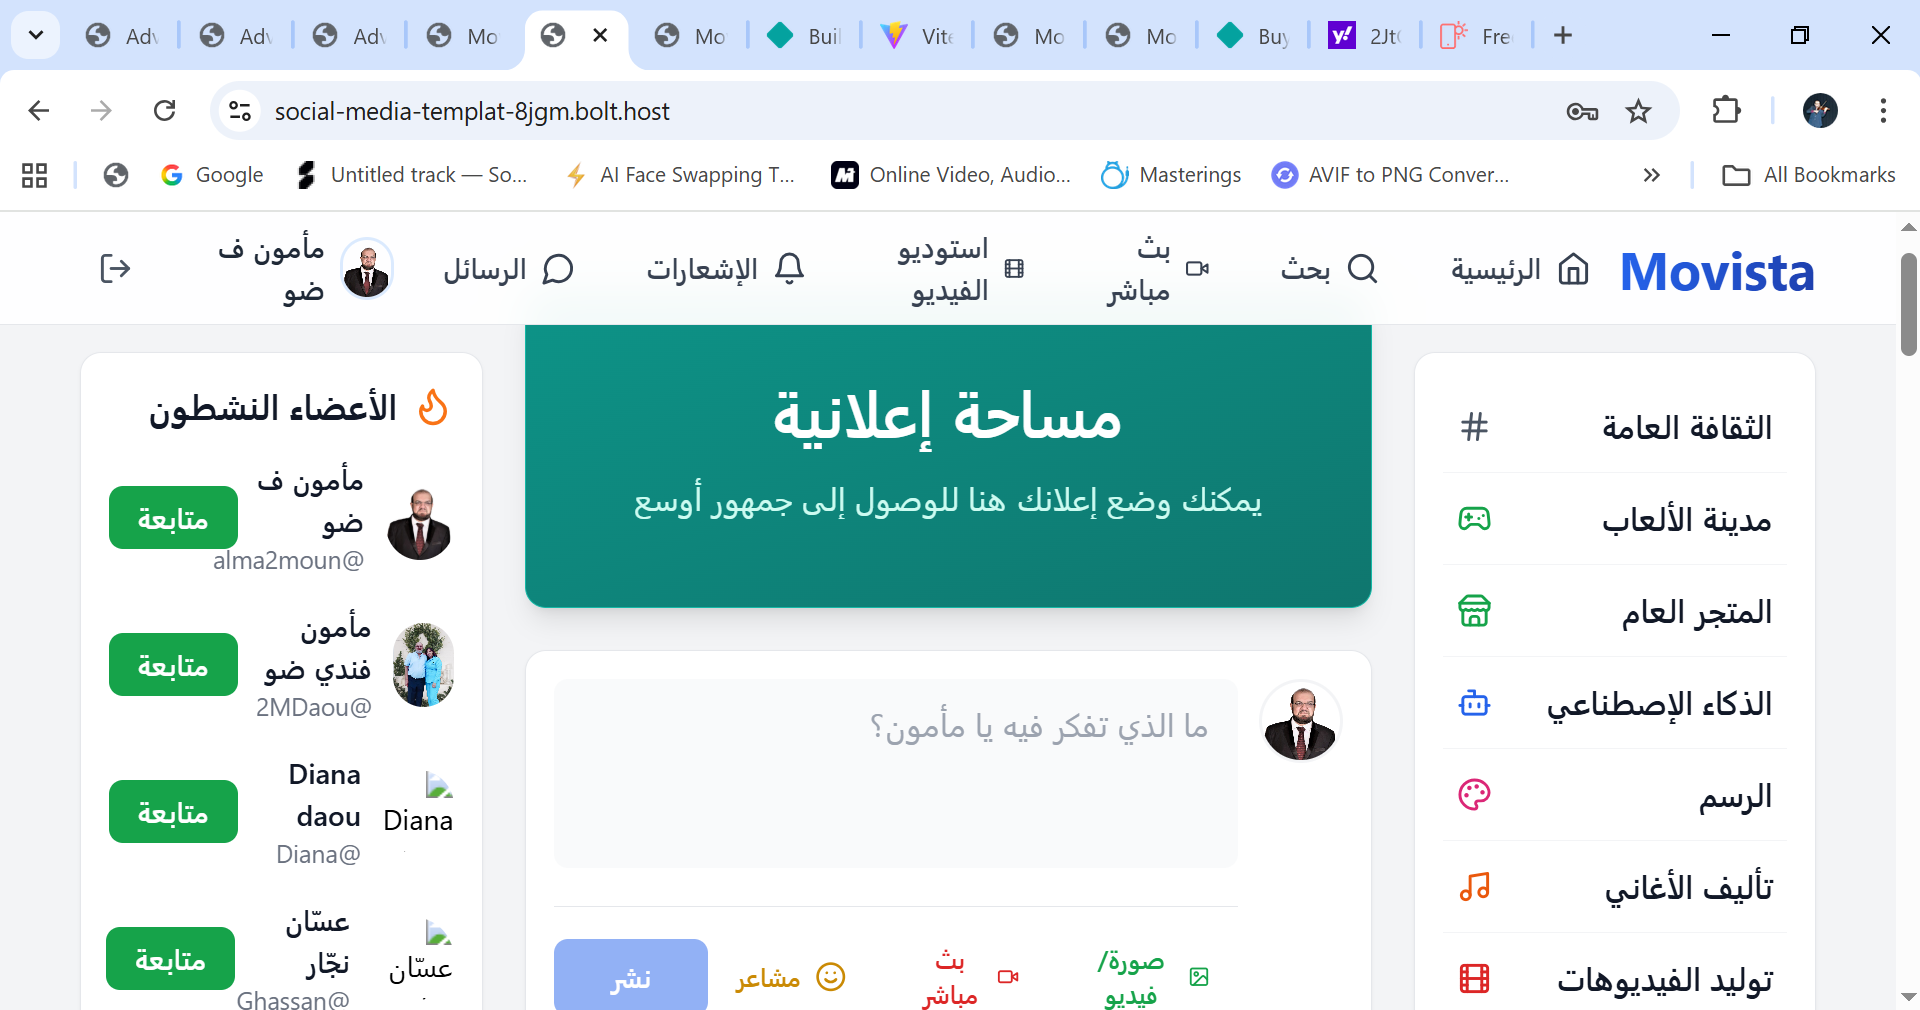 Adv
Adv
Adv
Mo
Mo
Buil
Vite
Mo
Mo
Buy
2Jt
Fre
social-media-templat-8jgm.bolt.host
Google
Untitled track — So...
AI Face Swapping T...
Online Video, Audio...
Masterings
AVIF to PNG Conver...
All Bookmarks
Movista
الرئيسية
بحث
بث
مباشر
استوديو
الفيديو
الإشعارات
الرسائل
مأمون ف
ضو
الثقافة العامة
مدينة الألعاب
المتجر العام
الذكاء الإصطناعي
الرسم
تأليف الأغاني
توليد الفيديوهات
مساحة إعلانية
يمكنك وضع إعلانك هنا للوصول إلى جمهور أوسع
ما الذي تفكر فيه يا مأمون؟
صورة/
فيديو
بث
مباشر
مشاعر
نشر
الأعضاء النشطون
مأمون ف
ضو
alma2moun@
متابعة
مأمون
فندي ضو
2MDaou@
متابعة
Diana
Diana
daou
Diana@
متابعة
عسّان
عسّان
نجّار
Ghassan@
متابعة